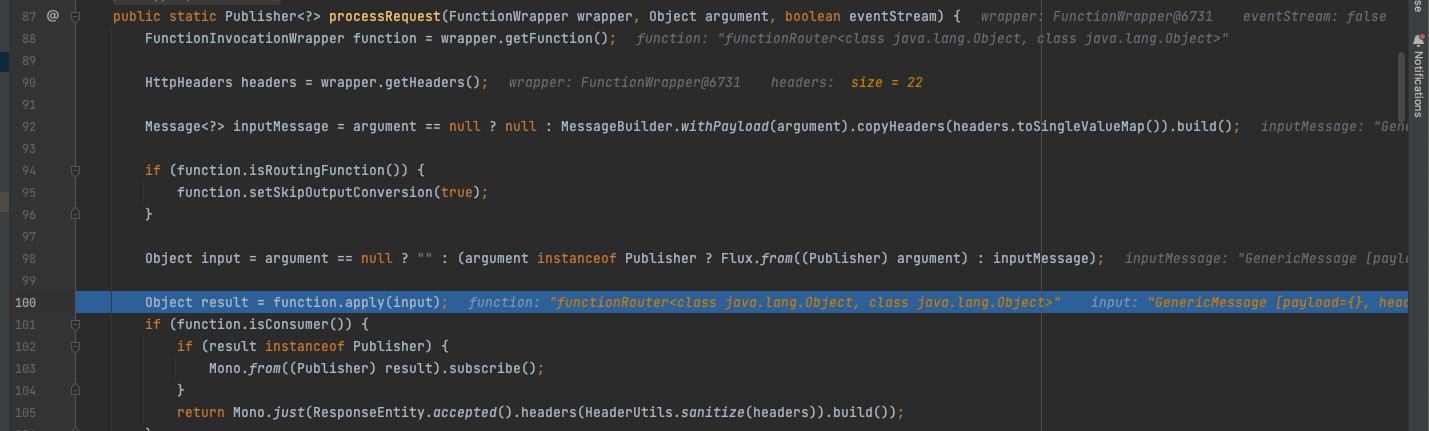 87 @ public static Publisher<?> processRequest(FunctionWrapper wrapper, Object argument, boolean eventStream) { wrapper: FunctionWrapper@6731 eventStream: false
88 FunctionInvocationWrapper function = wrapper.getFunction(); function: "functionRouter<class java.lang.Object, class java.lang.Object>"
89
90 HttpHeaders headers = wrapper.getHeaders(); wrapper: FunctionWrapper@6731 headers: size = 22
91
92 Message<?> inputMessage = argument == null ? null : MessageBuilder.withPayload(argument).copyHeaders(headers.toSingleValueMap()).build(); inputMessage: "Gene
93
94 if (function.isRoutingFunction()) {
95 function.setSkipOutputConversion(true);
96 }
97
98 Object input = argument == null ? "" : (argument instanceof Publisher ? Flux.from((Publisher) argument) : inputMessage); inputMessage: "GenericMessage [paylo
99
100 Object result = function.apply(input); function: "functionRouter<class java.lang.Object, class java.lang.Object>" input: "GenericMessage [payload={}, head
101 if (function.isConsumer()) {
102 if (result instanceof Publisher) {
103 Mono.from((Publisher) result).subscribe();
104 }
105 return Mono.just(ResponseEntity.accepted().headers(HeaderUtils.sanitize(headers)).build());
se
Notifications